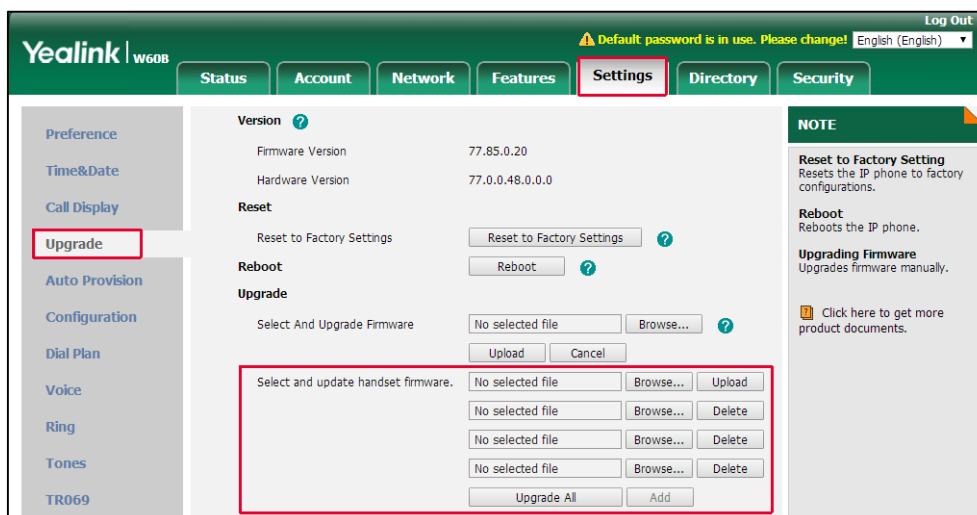 Log Out
Yealink | W60B
Default password is in use. Please change! English (English)
Status Account Network Features Settings Directory Security
Preference
Time&Date
Call Display
Upgrade
Auto Provision
Configuration
Dial Plan
Voice
Ring
Tones
TR069
Version ?
Firmware Version 77.85.0.20
Hardware Version 77.0.0.48.0.0.0
Reset
Reset to Factory Settings Reset to Factory Settings ?
Reboot Reboot ?
Upgrade
Select And Upgrade Firmware No selected file Browse... ?
Upload Cancel
Select and update handset firmware. No selected file Browse... Upload
No selected file Browse... Delete
No selected file Browse... Delete
No selected file Browse... Delete
Upgrade All Add
NOTE
Reset to Factory Setting
Resets the IP phone to factory
configurations.
Reboot
Reboots the IP phone.
Upgrading Firmware
Upgrades firmware manually.
? Click here to get more
product documents.